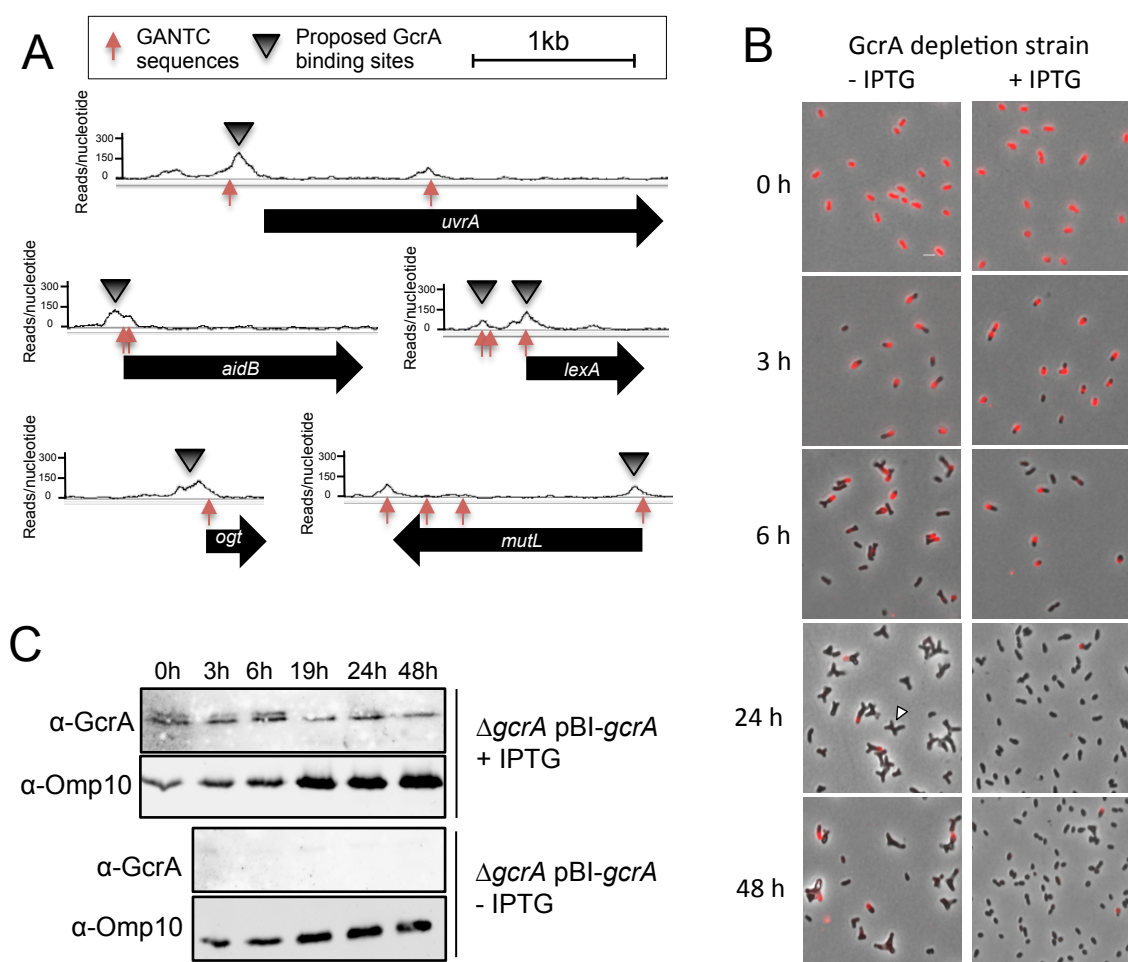 A
GANTC
sequences
Proposed GcrA
binding sites
1kb
Reads/nucleotide
300
150
0
uvrA
Reads/nucleotide
300
150
0
aidB
Reads/nucleotide
300
150
0
lexA
Reads/nucleotide
300
150
0
ogt
Reads/nucleotide
300
150
0
mutL
B
GcrA depletion strain
- IPTG
+ IPTG
0 h
3 h
6 h
24 h
48 h
C
0h 3h 6h 19h 24h 48h
α-GcrA
α-Omp10
ΔgcrA pBI-gcrA
+ IPTG
α-GcrA
α-Omp10
ΔgcrA pBI-gcrA
- IPTG